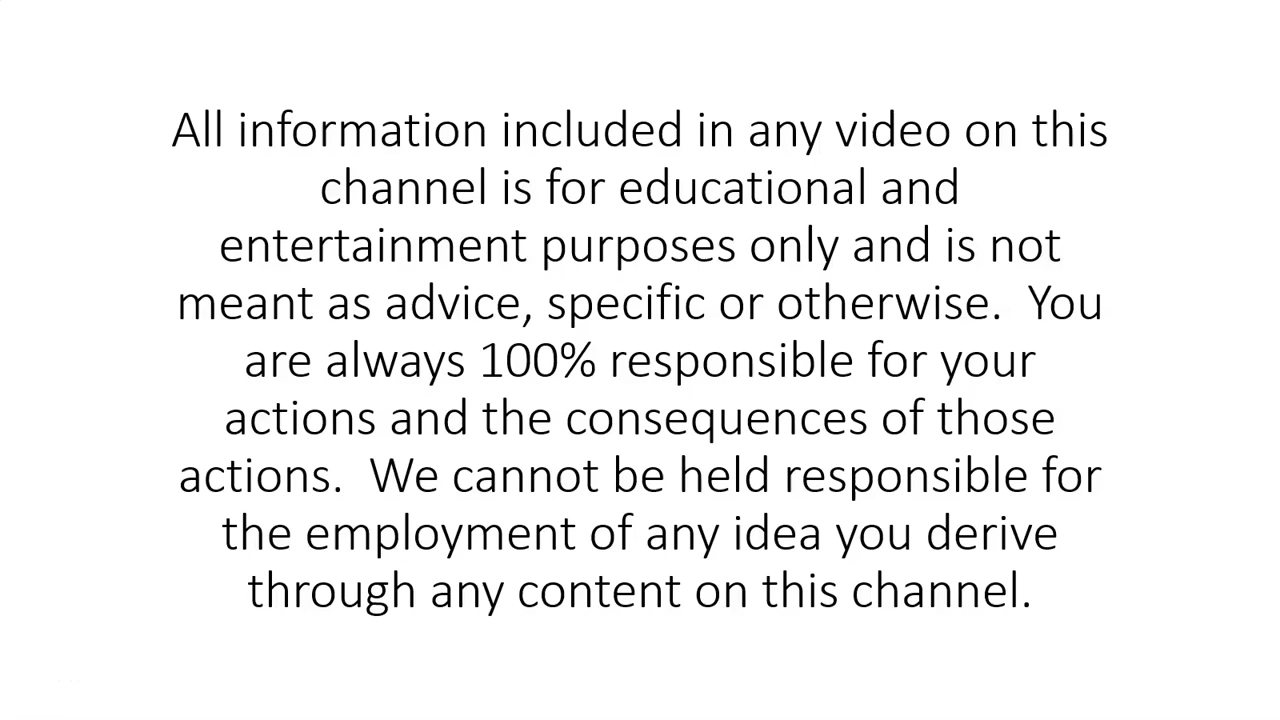 All information included in any video on this
channel is for educational and
entertainment purposes only and is not
meant as advice, specific or otherwise.  You
are always 100% responsible for your
actions and the consequences of those
actions.  We cannot be held responsible for
the employment of any idea you derive
through any content on this channel.